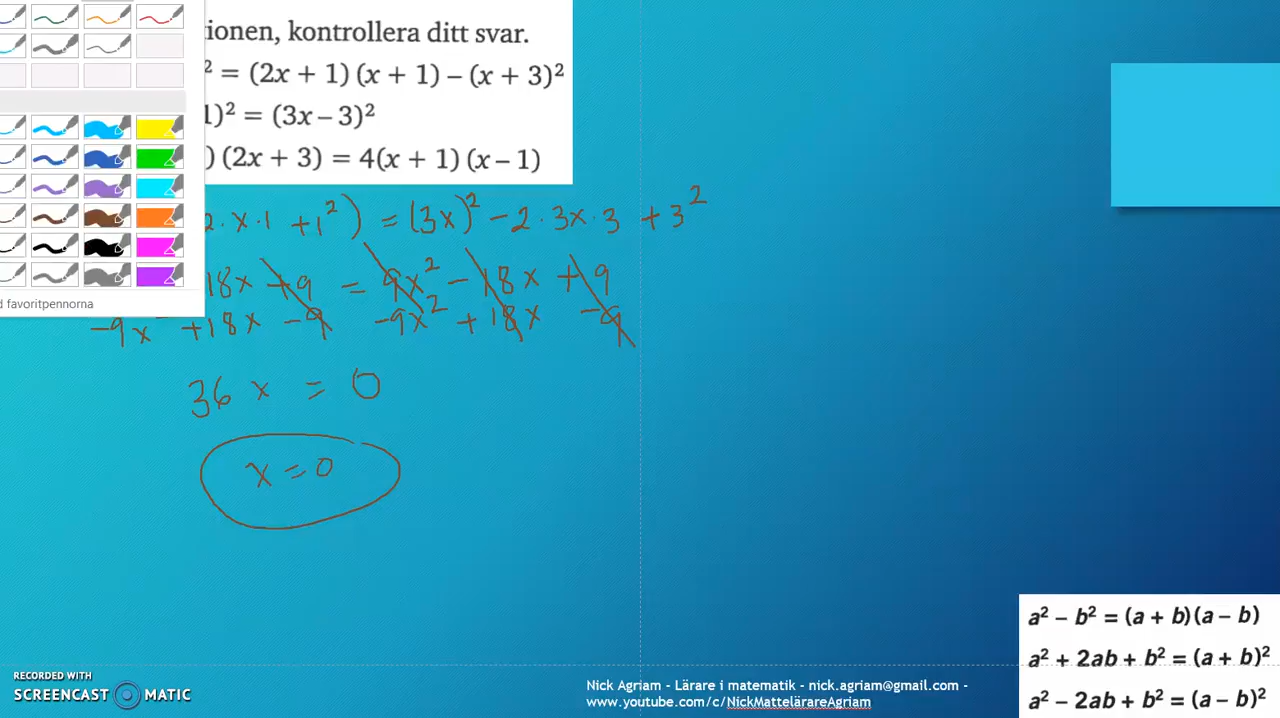 ionen, kontrollera ditt svar.
² = (2x + 1)(x + 1) – (x + 3)²
1)² = (3x – 3)²
)(2x + 3) = 4(x + 1)(x – 1)
2·x·1 +1²) = (3x)² – 2·3x·3 + 3²
18x +9 = 9x² – 18x + 9
-9x +18x -9 -9x² +18x -9
36x = 0
x = 0
d favoritpennorna
a² – b² = (a + b)(a – b)
a² + 2ab + b² = (a + b)²
a² – 2ab + b² = (a – b)²
RECORDED WITH
SCREENCAST MATIC
Nick Agriam - Lärare i matematik - nick.agriam@gmail.com -
www.youtube.com/c/NickMattelärareAgriam